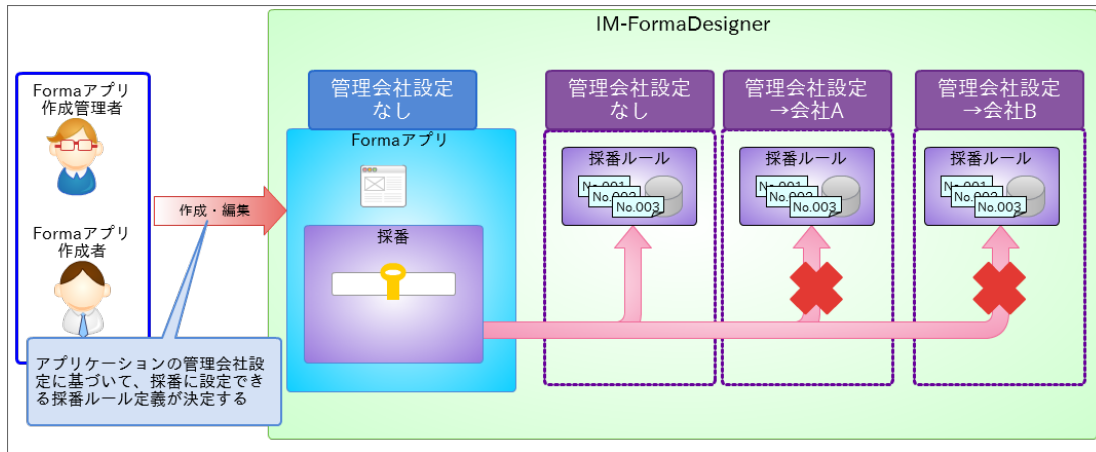 IM-FormaDesigner
Formaアプリ
作成管理者
Formaアプリ
作成者
作成・編集
アプリケーションの管理会社設
定に基づいて、採番に設定でき
る採番ルール定義が決定する
管理会社設定
なし
Formaアプリ
採番
管理会社設定
なし
採番ルール
No.001
No.002
No.003
管理会社設定
→会社A
採番ルール
No.001
No.002
No.003
管理会社設定
→会社B
採番ルール
No.001
No.002
No.003